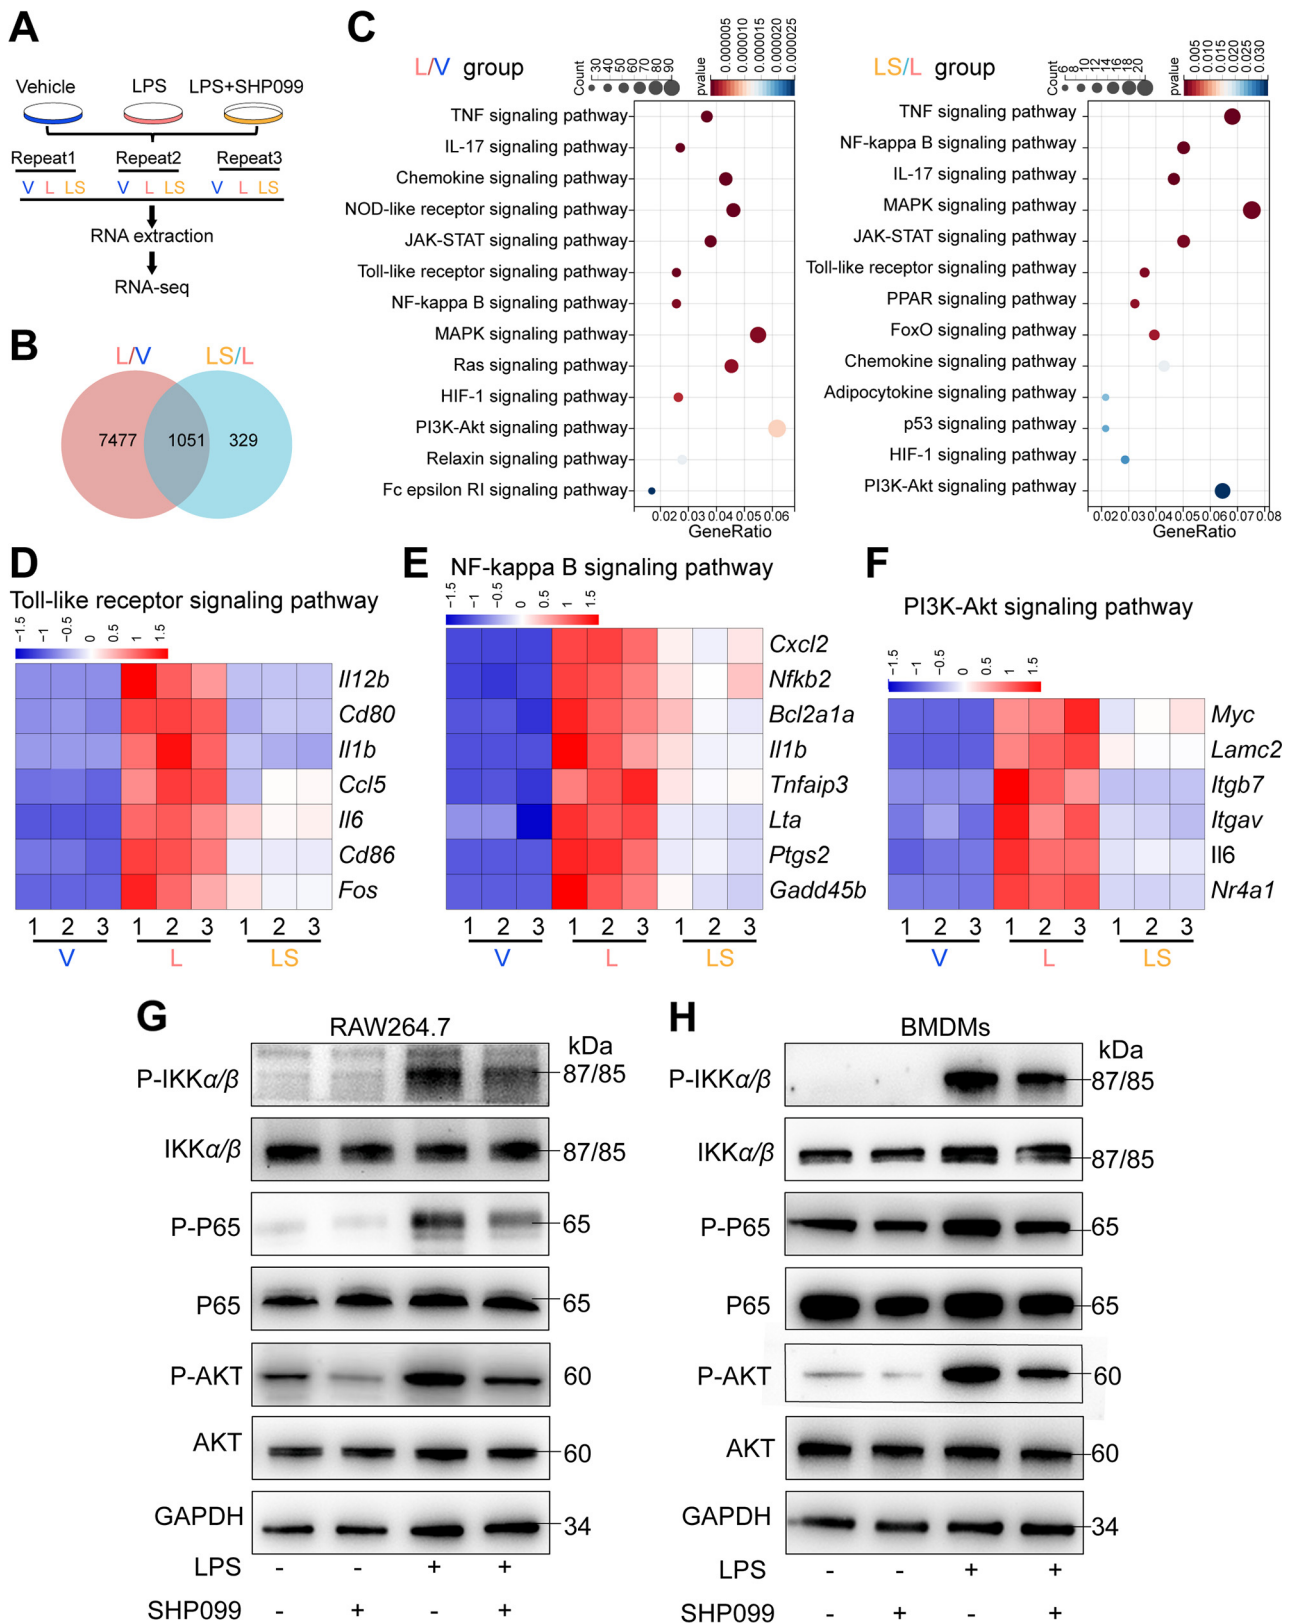 A
Vehicle LPS LPS+SHP099
Repeat1 Repeat2 Repeat3
V L LS V L LS V L LS
RNA extraction
RNA-seq
B
L/V LS/L
7477 1051 329
C
L/V group
Count
30 40 50 60 70 80 90
pvalue
0.000005 0.000010 0.000015 0.000020 0.000025
TNF signaling pathway
IL-17 signaling pathway
Chemokine signaling pathway
NOD-like receptor signaling pathway
JAK-STAT signaling pathway
Toll-like receptor signaling pathway
NF-kappa B signaling pathway
MAPK signaling pathway
Ras signaling pathway
HIF-1 signaling pathway
PI3K-Akt signaling pathway
Relaxin signaling pathway
Fc epsilon RI signaling pathway
0.02 0.03 0.04 0.05 0.06
GeneRatio
LS/L group
Count
6 8 10 12 14 16 18 20
pvalue
0.005 0.010 0.015 0.020 0.025 0.030
TNF signaling pathway
NF-kappa B signaling pathway
IL-17 signaling pathway
MAPK signaling pathway
JAK-STAT signaling pathway
Toll-like receptor signaling pathway
PPAR signaling pathway
FoxO signaling pathway
Chemokine signaling pathway
Adipocytokine signaling pathway
p53 signaling pathway
HIF-1 signaling pathway
PI3K-Akt signaling pathway
0.02 0.03 0.04 0.05 0.06 0.07 0.08
GeneRatio
D
Toll-like receptor signaling pathway
−1.5 −1 −0.5 0 0.5 1 1.5
Il12b
Cd80
Il1b
Ccl5
Il6
Cd86
Fos
1 2 3 1 2 3 1 2 3
V L LS
E
NF-kappa B signaling pathway
−1.5 −1 −0.5 0 0.5 1 1.5
Cxcl2
Nfkb2
Bcl2a1a
Il1b
Tnfaip3
Lta
Ptgs2
Gadd45b
1 2 3 1 2 3 1 2 3
V L LS
F
PI3K-Akt signaling pathway
−1.5 −1 −0.5 0 0.5 1 1.5
Myc
Lamc2
Itgb7
Itgav
Il6
Nr4a1
1 2 3 1 2 3 1 2 3
V L LS
G
RAW264.7
kDa
P-IKKα/β 87/85
IKKα/β 87/85
P-P65 65
P65 65
P-AKT 60
AKT 60
GAPDH 34
LPS - - + +
SHP099 - + - +
H
BMDMs
kDa
P-IKKα/β 87/85
IKKα/β 87/85
P-P65 65
P65 65
P-AKT 60
AKT 60
GAPDH 34
LPS - - + +
SHP099 - + - +